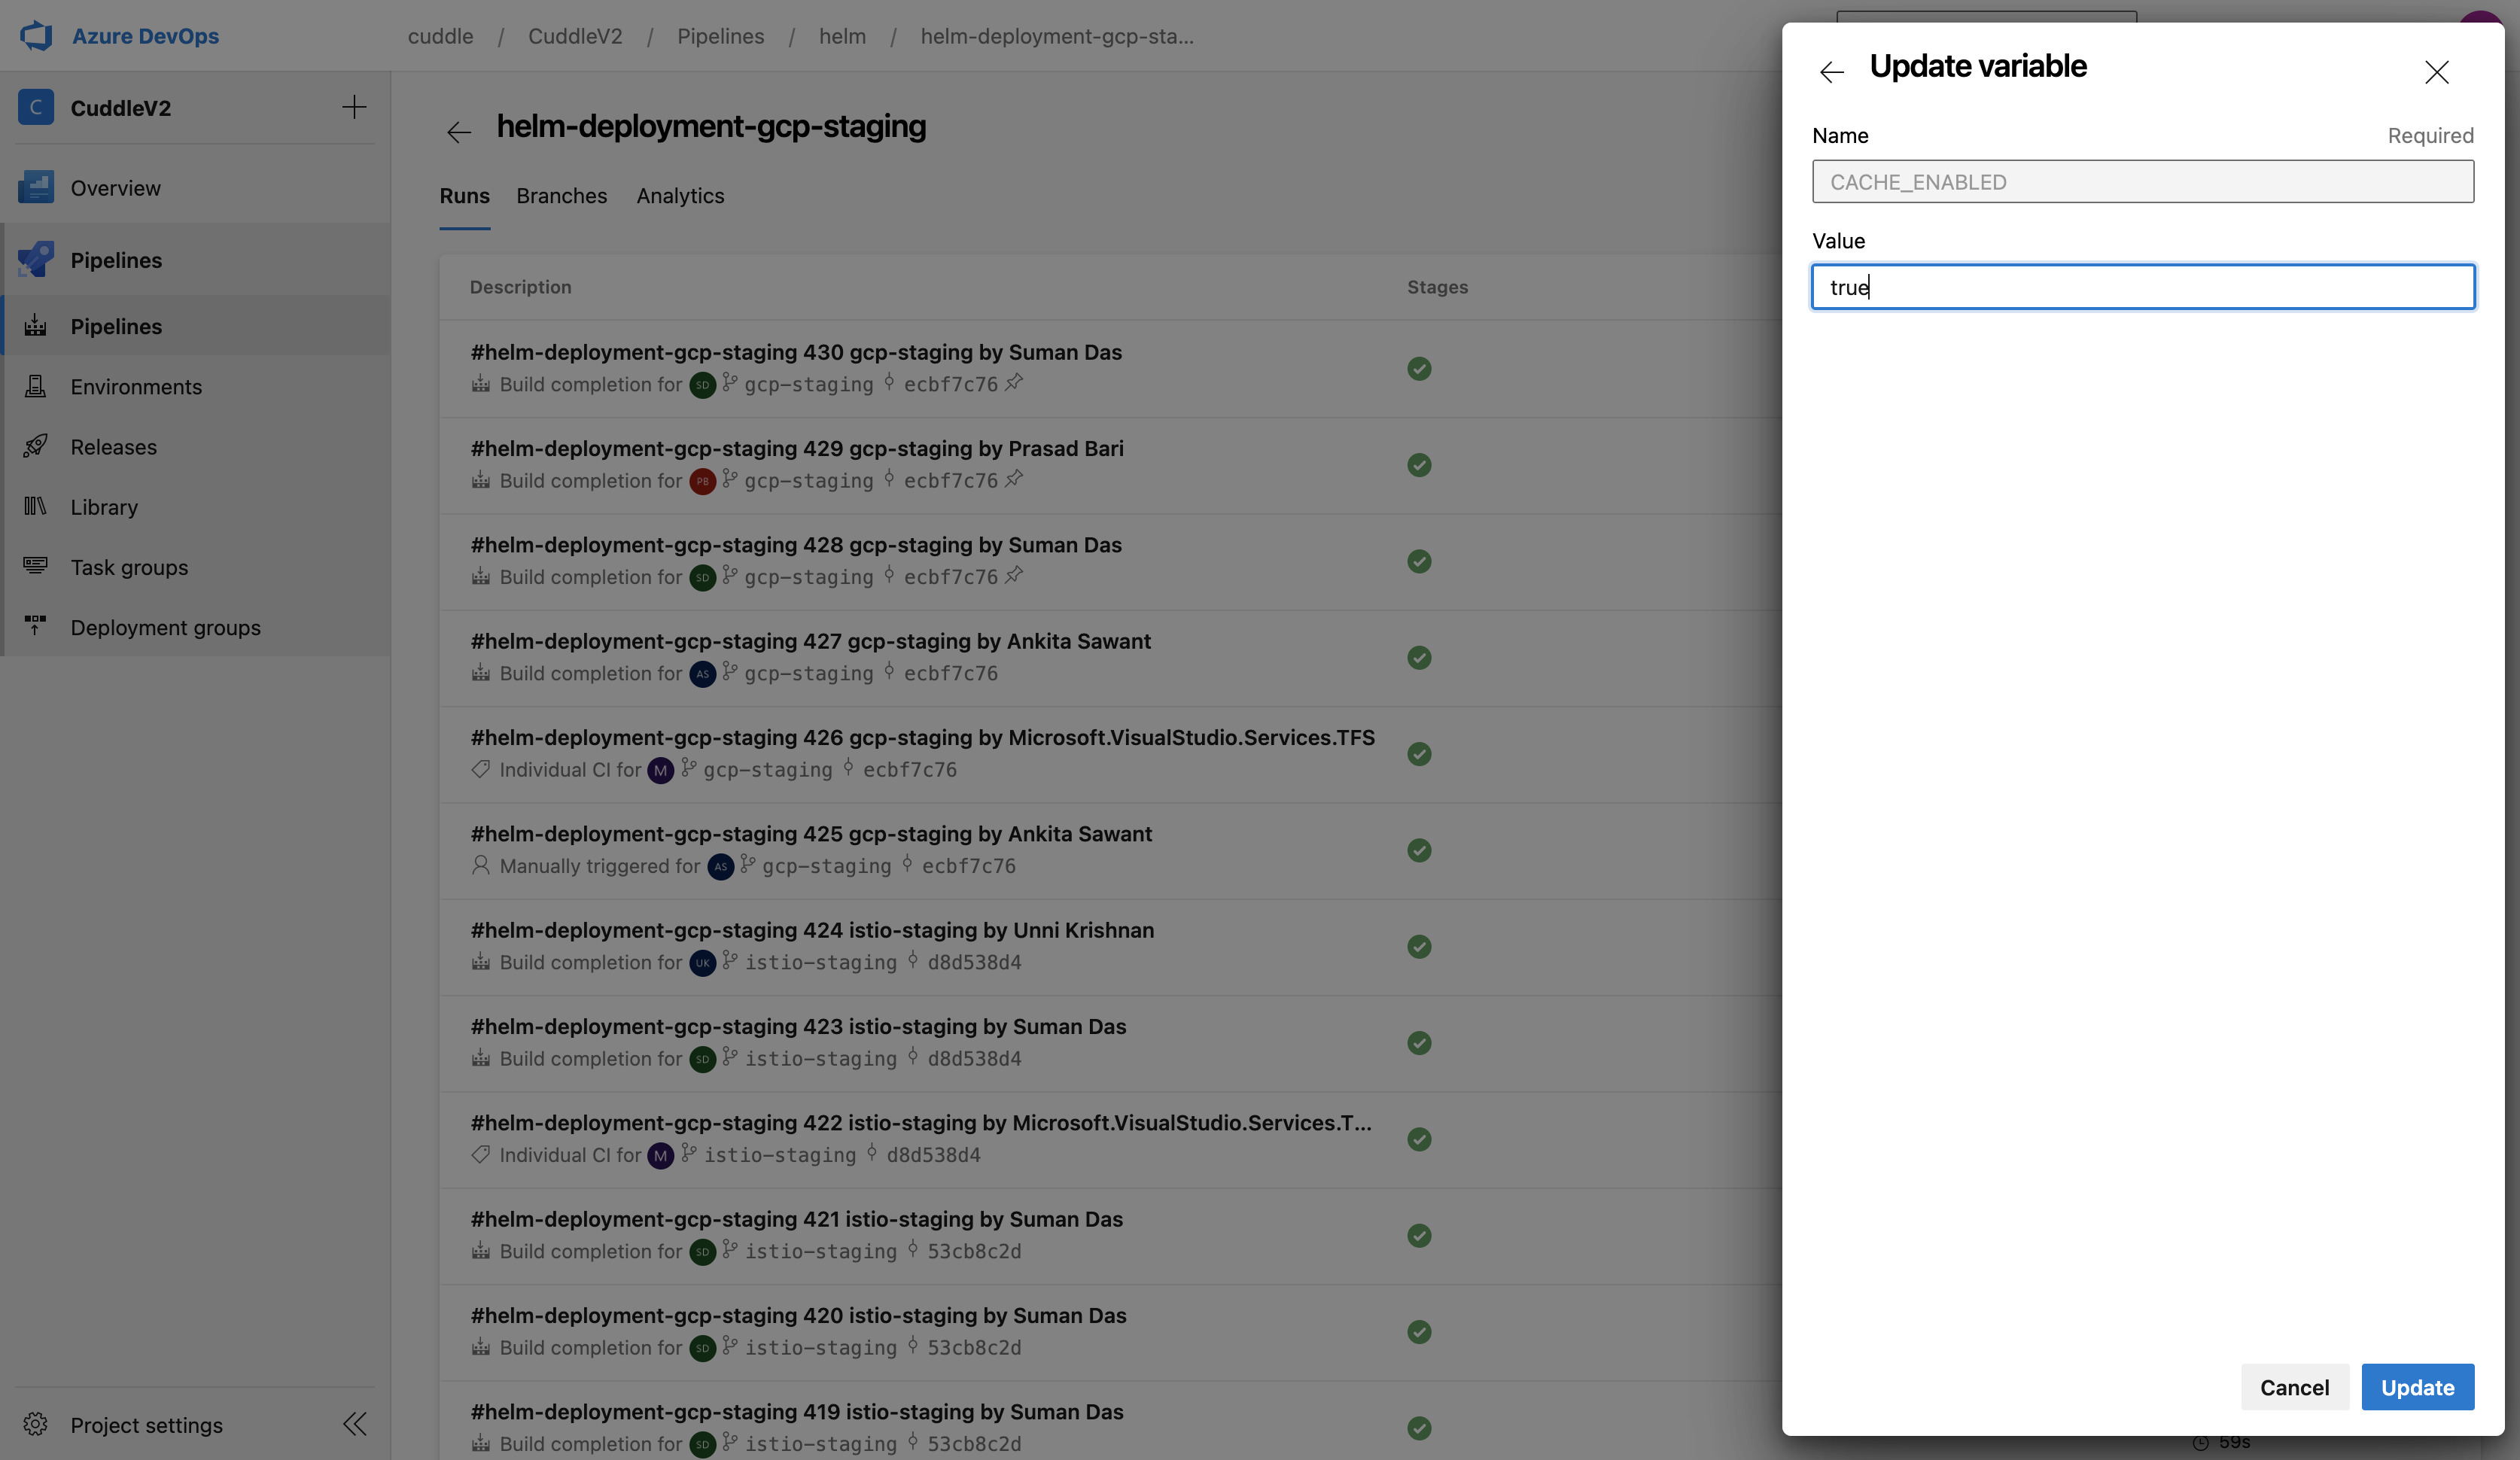 Azure DevOps
cuddle / CuddleV2 / Pipelines / helm / helm-deployment-gcp-sta...
C CuddleV2
Overview
Pipelines
Pipelines
Environments
Releases
Library
Task groups
Deployment groups
Project settings
helm-deployment-gcp-staging
Runs Branches Analytics
Description Stages
#helm-deployment-gcp-staging 430 gcp-staging by Suman Das
Build completion for SD gcp-staging ecbf7c76
#helm-deployment-gcp-staging 429 gcp-staging by Prasad Bari
Build completion for PB gcp-staging ecbf7c76
#helm-deployment-gcp-staging 428 gcp-staging by Suman Das
Build completion for SD gcp-staging ecbf7c76
#helm-deployment-gcp-staging 427 gcp-staging by Ankita Sawant
Build completion for AS gcp-staging ecbf7c76
#helm-deployment-gcp-staging 426 gcp-staging by Microsoft.VisualStudio.Services.TFS
Individual CI for M gcp-staging ecbf7c76
#helm-deployment-gcp-staging 425 gcp-staging by Ankita Sawant
Manually triggered for AS gcp-staging ecbf7c76
#helm-deployment-gcp-staging 424 istio-staging by Unni Krishnan
Build completion for UK istio-staging d8d538d4
#helm-deployment-gcp-staging 423 istio-staging by Suman Das
Build completion for SD istio-staging d8d538d4
#helm-deployment-gcp-staging 422 istio-staging by Microsoft.VisualStudio.Services.T...
Individual CI for M istio-staging d8d538d4
#helm-deployment-gcp-staging 421 istio-staging by Suman Das
Build completion for SD istio-staging 53cb8c2d
#helm-deployment-gcp-staging 420 istio-staging by Suman Das
Build completion for SD istio-staging 53cb8c2d
#helm-deployment-gcp-staging 419 istio-staging by Suman Das
Build completion for SD istio-staging 53cb8c2d
59s
Update variable
Name Required
CACHE_ENABLED
Value
true
Cancel Update